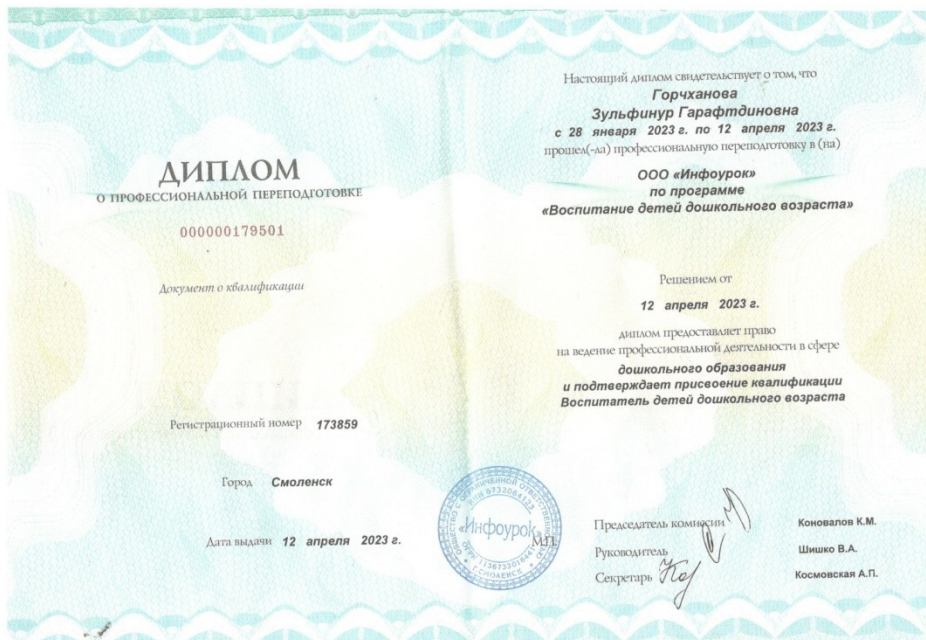 ДИПЛОМ
О ПРОФЕССИОНАЛЬНОЙ ПЕРЕПОДГОТОВКЕ
000000179501
Документ о квалификации
Регистрационный номер 173859
Город Смоленск
Дата выдачи 12 апреля 2023 г.
Настоящий диплом свидетельствует о том, что
Горчханова
Зульфинур Гарафтдиновна
с 28 января 2023 г. по 12 апреля 2023 г.
прошел(-ла) профессиональную переподготовку в (на)
ООО «Инфоурок»
по программе
«Воспитание детей дошкольного возраста»
Решением от
12 апреля 2023 г.
диплом предоставляет право
на ведение профессиональной деятельности в сфере
дошкольного образования
и подтверждает присвоение квалификации
Воспитатель детей дошкольного возраста
«Инфоурок»
М.П.
Председатель комиссии Коновалов К.М.
Руководитель Шишко В.А.
Секретарь Космовская А.П.